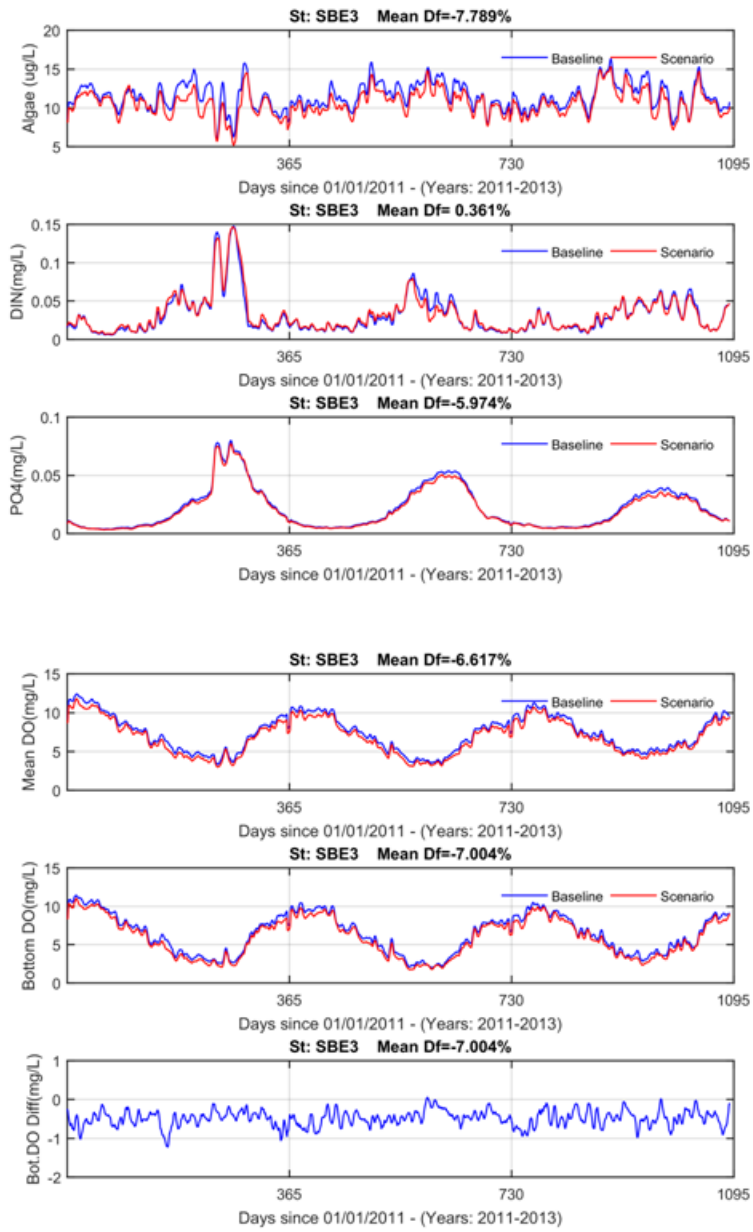 St: SBE3 Mean Df=-7.789%
20
15
10
5
Algae (ug/L)
Baseline Scenario
365 730 1095
Days since 01/01/2011 - (Years: 2011-2013)
St: SBE3 Mean Df= 0.361%
0.15
0.1
0.05
0
DIN(mg/L)
Baseline Scenario
365 730 1095
Days since 01/01/2011 - (Years: 2011-2013)
St: SBE3 Mean Df=-5.974%
0.1
0.05
0
PO4(mg/L)
Baseline Scenario
365 730 1095
Days since 01/01/2011 - (Years: 2011-2013)
St: SBE3 Mean Df=-6.617%
15
10
5
0
Mean DO(mg/L)
Baseline Scenario
365 730 1095
Days since 01/01/2011 - (Years: 2011-2013)
St: SBE3 Mean Df=-7.004%
15
10
5
0
Bottom DO(mg/L)
Baseline Scenario
365 730 1095
Days since 01/01/2011 - (Years: 2011-2013)
St: SBE3 Mean Df=-7.004%
1
0
-1
-2
Bot.DO Diff(mg/L)
365 730 1095
Days since 01/01/2011 - (Years: 2011-2013)